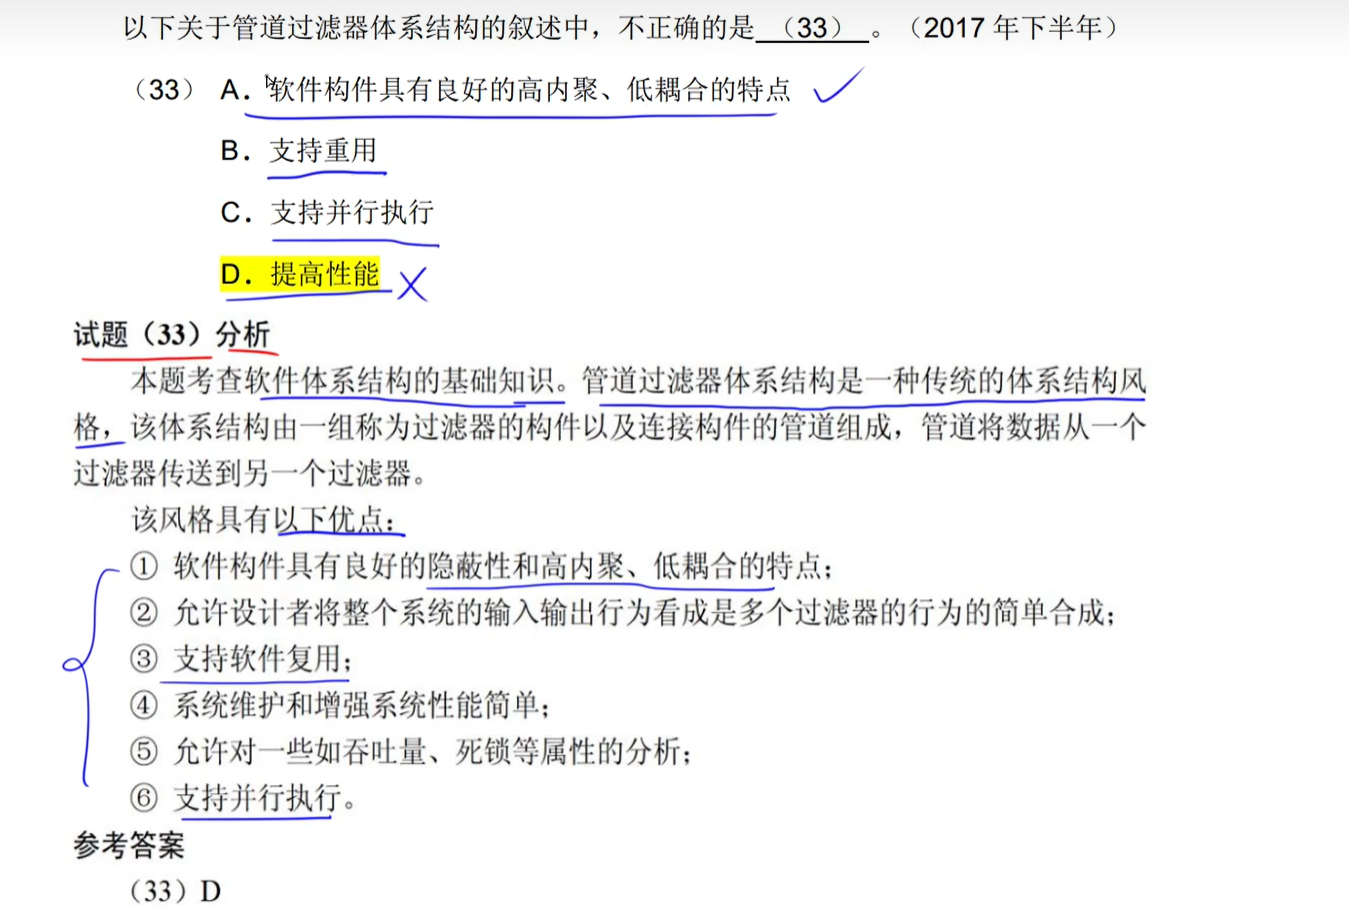 以下关于管道过滤器体系结构的叙述中，不正确的是（33）。（2017 年下半年）
（33） A．软件构件具有良好的高内聚、低耦合的特点
B．支持重用
C．支持并行执行
D．提高性能
试题（33）分析
本题考查软件体系结构的基础知识。管道过滤器体系结构是一种传统的体系结构风
格，该体系结构由一组称为过滤器的构件以及连接构件的管道组成，管道将数据从一个
过滤器传送到另一个过滤器。
该风格具有以下优点：
① 软件构件具有良好的隐蔽性和高内聚、低耦合的特点；
② 允许设计者将整个系统的输入输出行为看成是多个过滤器的行为的简单合成；
③ 支持软件复用；
④ 系统维护和增强系统性能简单；
⑤ 允许对一些如吞吐量、死锁等属性的分析；
⑥ 支持并行执行。
参考答案
（33）D